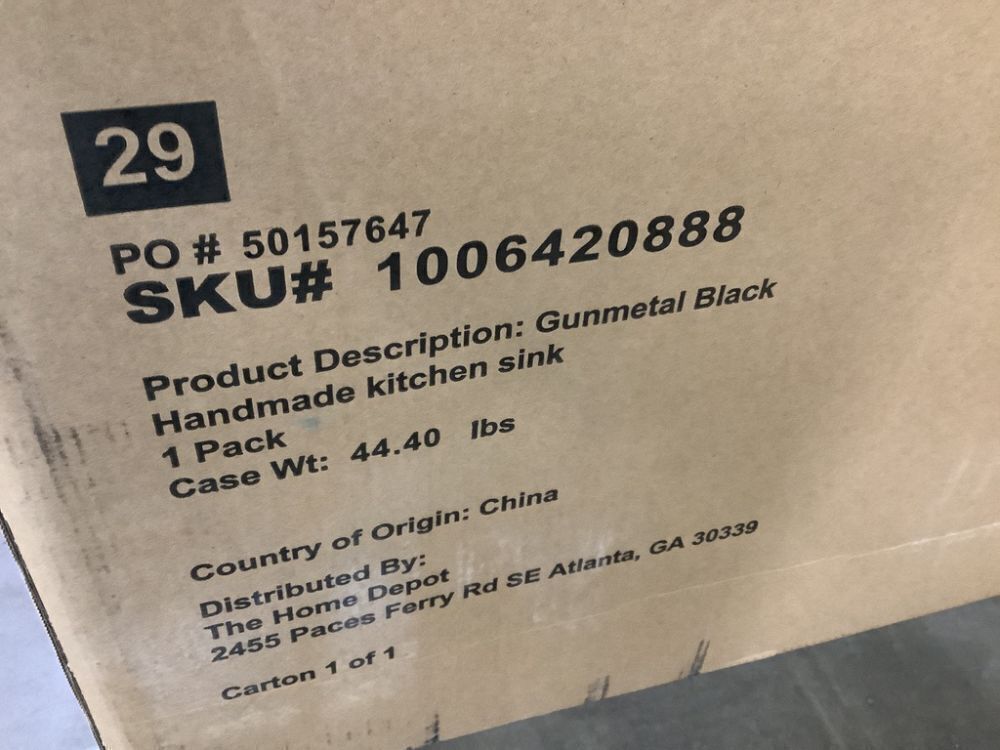 29
PO # 50157647
SKU# 1006420888
Product Description: Gunmetal Black
Handmade kitchen sink
1 Pack
Case Wt: 44.40 lbs
Country of Origin: China
Distributed By:
The Home Depot
2455 Paces Ferry Rd SE Atlanta, GA 30339
Carton 1 of 1